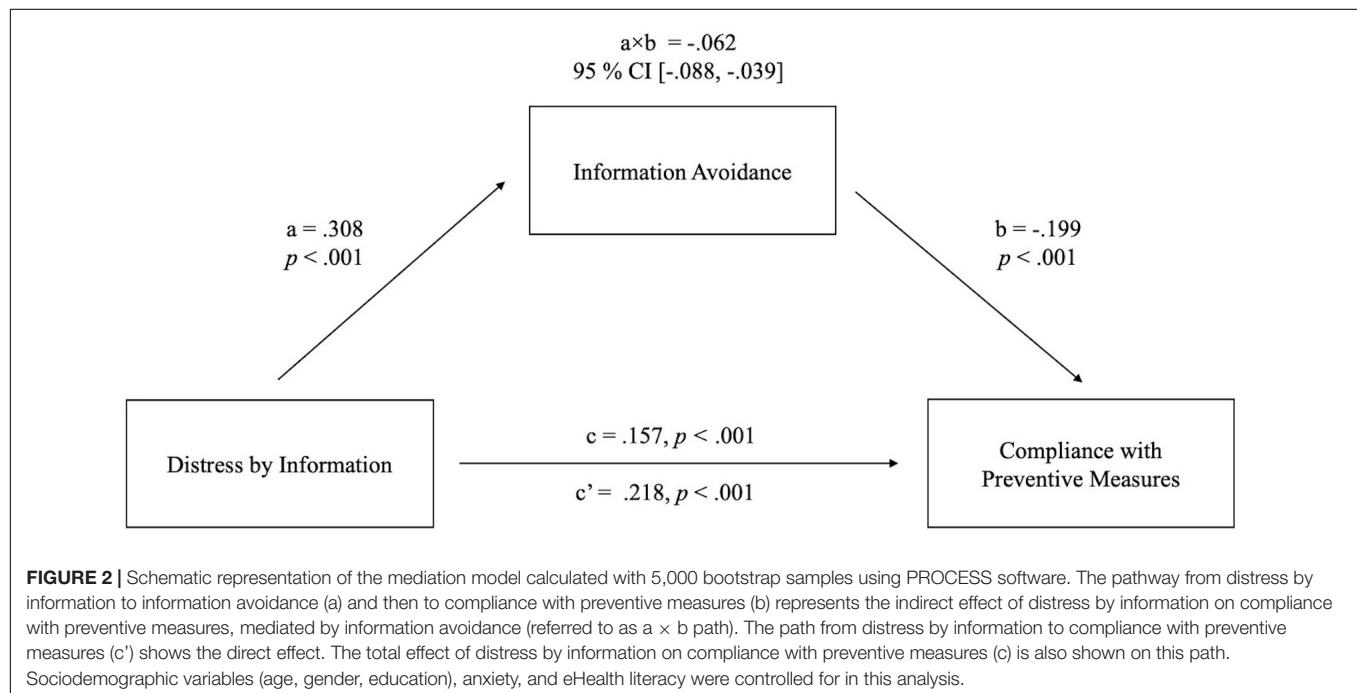 a×b = -.062
95 % CI [-.088, -.039]
Information Avoidance
a = .308
p < .001
b = -.199
p < .001
Distress by Information
c = .157, p < .001
c’ = .218, p < .001
Compliance with
Preventive Measures
FIGURE 2 | Schematic representation of the mediation model calculated with 5,000 bootstrap samples using PROCESS software. The pathway from distress by
information to information avoidance (a) and then to compliance with preventive measures (b) represents the indirect effect of distress by information on compliance
with preventive measures, mediated by information avoidance (referred to as a × b path). The path from distress by information to compliance with preventive
measures (c’) shows the direct effect. The total effect of distress by information on compliance with preventive measures (c) is also shown on this path.
Sociodemographic variables (age, gender, education), anxiety, and eHealth literacy were controlled for in this analysis.